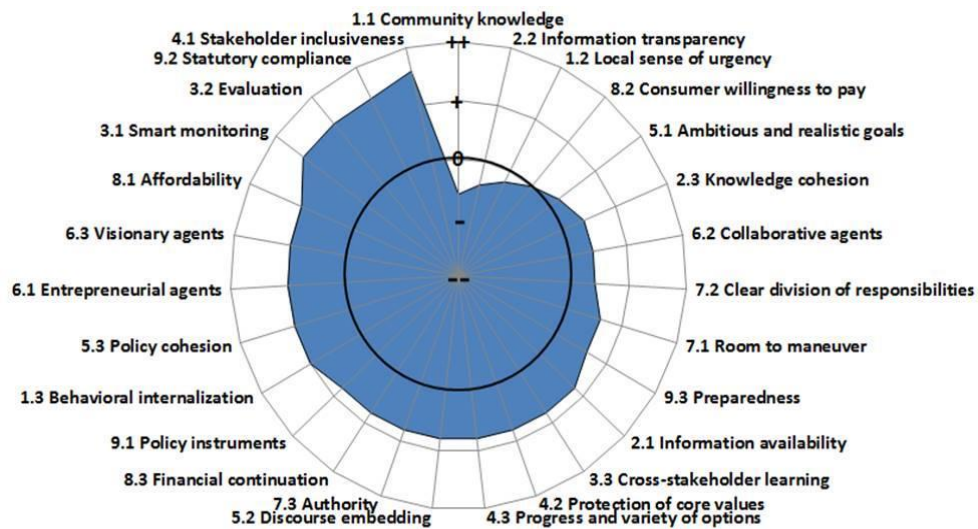 1.1 Community knowledge
4.1 Stakeholder inclusiveness
++
2.2 Information transparency
9.2 Statutory compliance
1.2 Local sense of urgency
3.2 Evaluation
+
8.2 Consumer willingness to pay
3.1 Smart monitoring
5.1 Ambitious and realistic goals
8.1 Affordability
0
2.3 Knowledge cohesion
6.3 Visionary agents
-
6.2 Collaborative agents
6.1 Entrepreneurial agents
--
7.2 Clear division of responsibilities
5.3 Policy cohesion
7.1 Room to maneuver
1.3 Behavioral internalization
9.3 Preparedness
9.1 Policy instruments
2.1 Information availability
8.3 Financial continuation
3.3 Cross-stakeholder learning
7.3 Authority
4.2 Protection of core values
5.2 Discourse embedding
4.3 Progress and variety of options